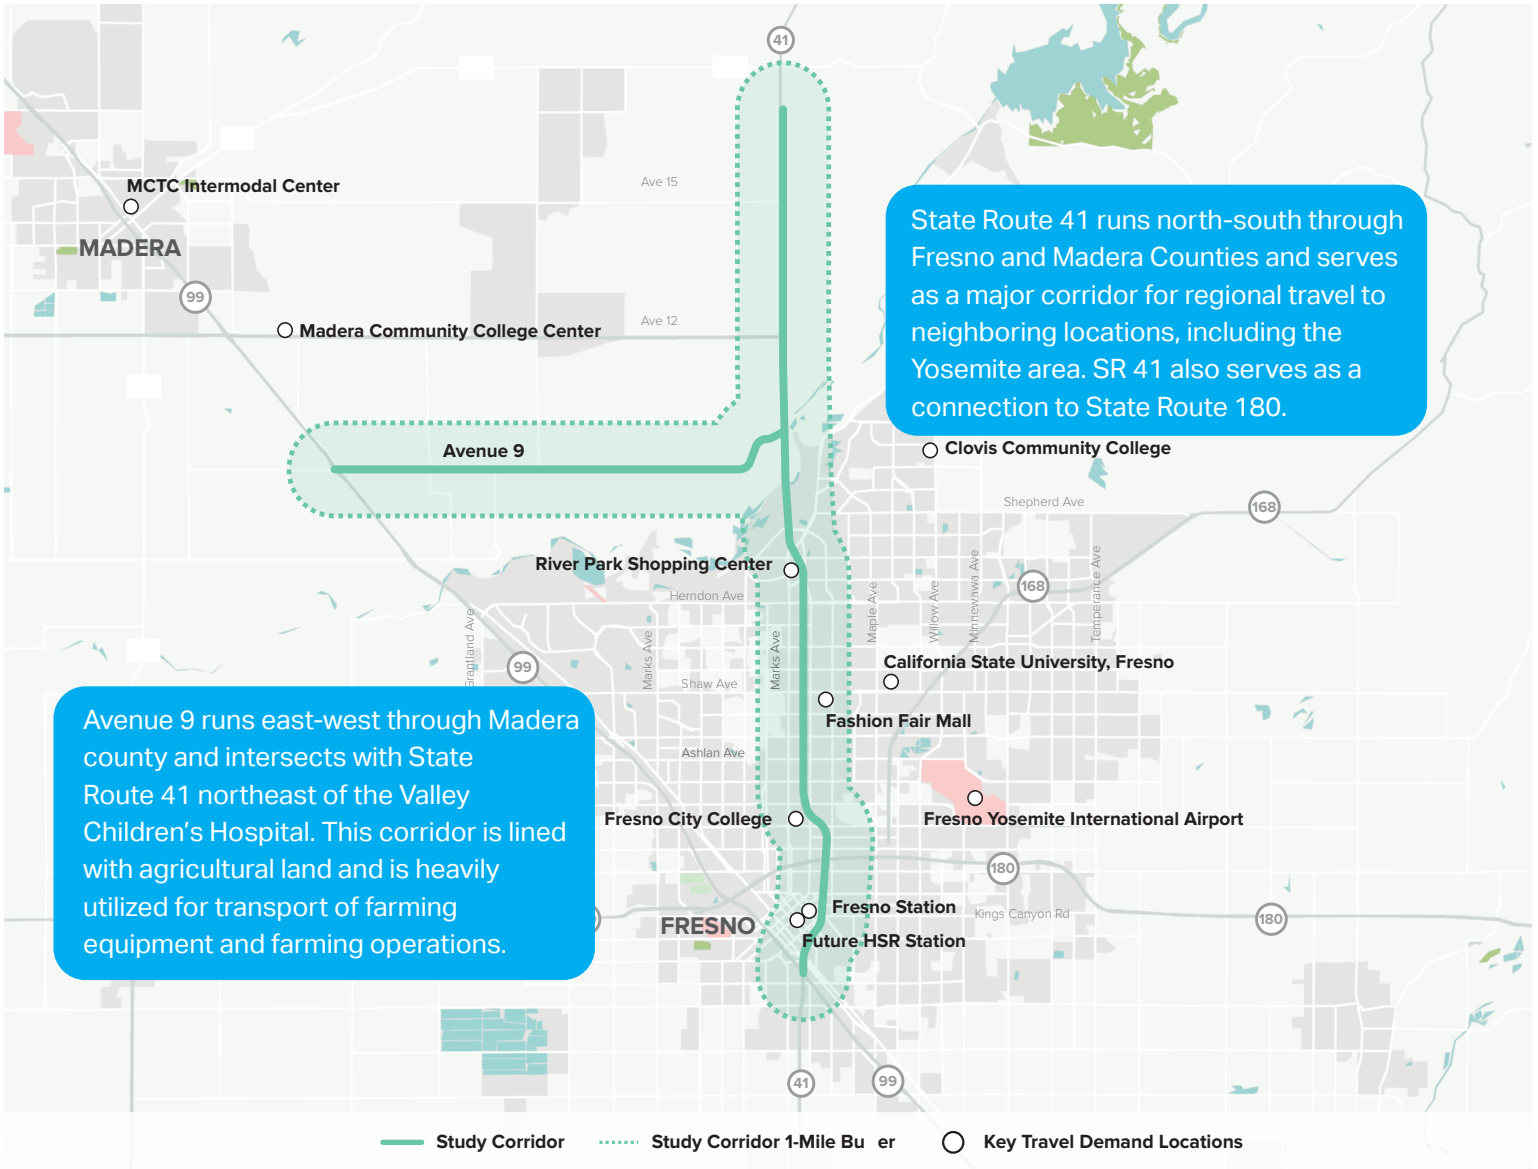 41
Ave 15
MCTC Intermodal Center
MADERA
99
Madera Community College Center
Ave 12
State Route 41 runs north-south through
Fresno and Madera Counties and serves
as a major corridor for regional travel to
neighboring locations, including the
Yosemite area. SR 41 also serves as a
connection to State Route 180.
Avenue 9
Clovis Community College
Shepherd Ave
168
River Park Shopping Center
Herndon Ave
168
Grantland Ave
Marks Ave
Marks Ave
Maple Ave
Willow Ave
Minnewawa Ave
Temperance Ave
99
Shaw Ave
California State University, Fresno
Fashion Fair Mall
Ashlan Ave
Avenue 9 runs east-west through Madera
county and intersects with State
Route 41 northeast of the Valley
Children's Hospital. This corridor is lined
with agricultural land and is heavily
utilized for transport of farming
equipment and farming operations.
Fresno City College
Fresno Yosemite International Airport
180
Fresno Station
Kings Canyon Rd
180
FRESNO
Future HSR Station
41
99
Study Corridor
Study Corridor 1-Mile Bu er
Key Travel Demand Locations